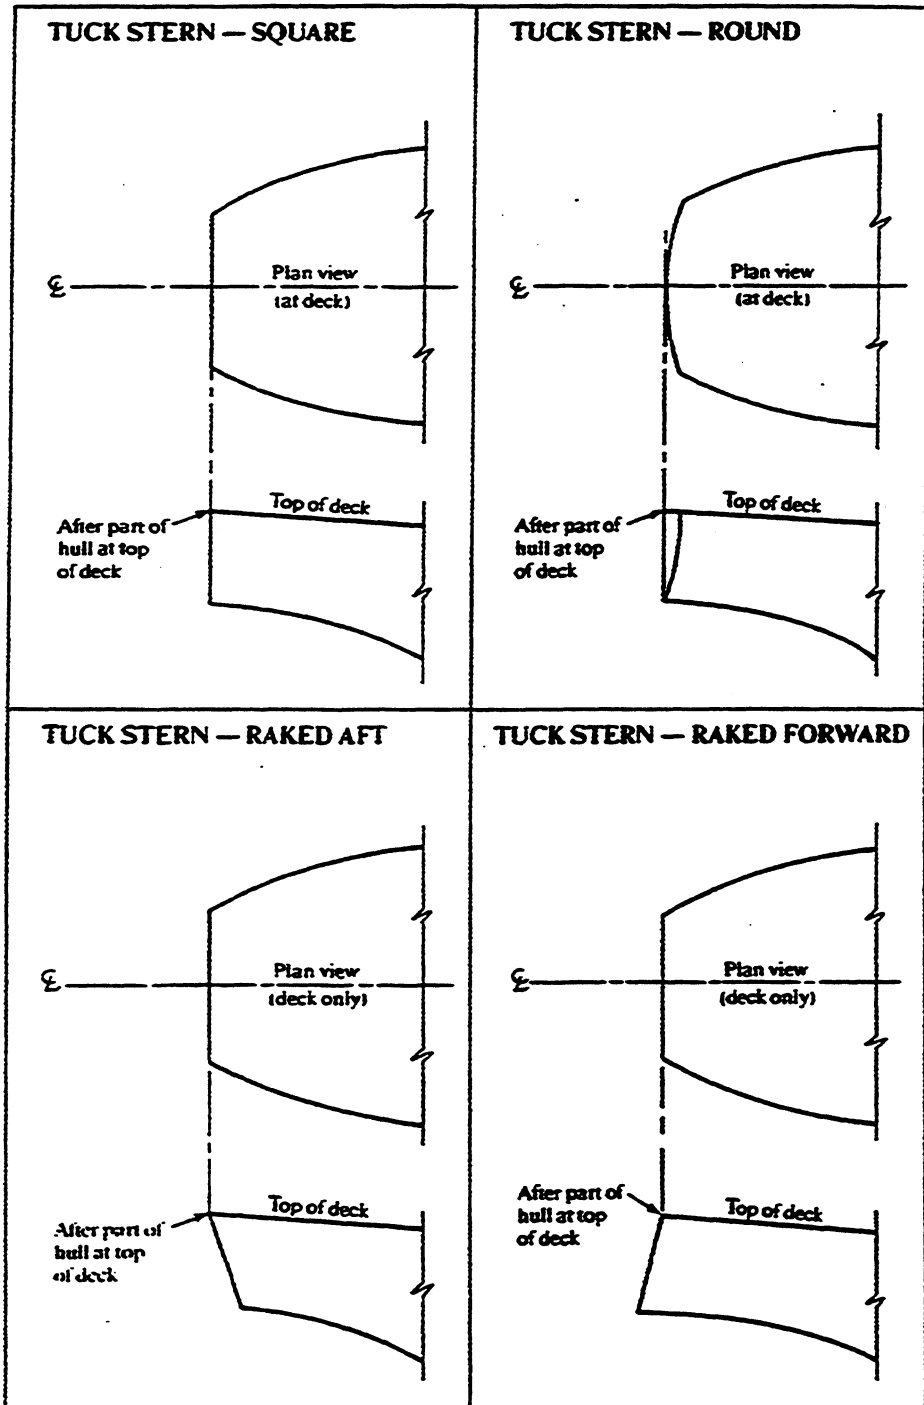 TUCK STERN — SQUARE
℄
Plan view
(at deck)
Top of deck
After part of
hull at top
of deck
TUCK STERN — ROUND
℄
Plan view
(at deck)
Top of deck
After part of
hull at top
of deck
TUCK STERN — RAKED AFT
℄
Plan view
(deck only)
Top of deck
After part of
hull at top
of deck
TUCK STERN — RAKED FORWARD
℄
Plan view
(deck only)
After part of
hull at top
of deck
Top of deck